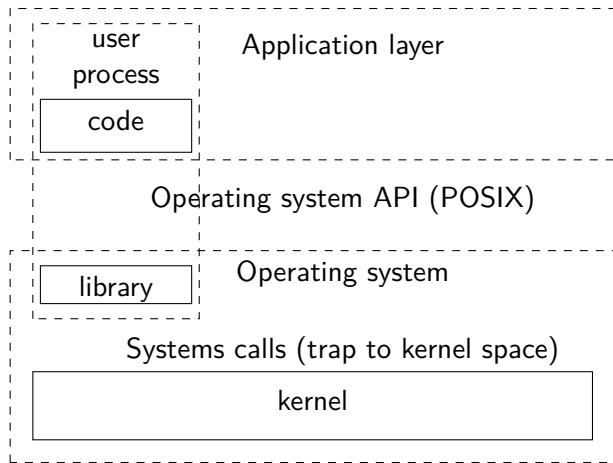 user
process
Application layer
code
Operating system API (POSIX)
Operating system
library
Systems calls (trap to kernel space)
kernel